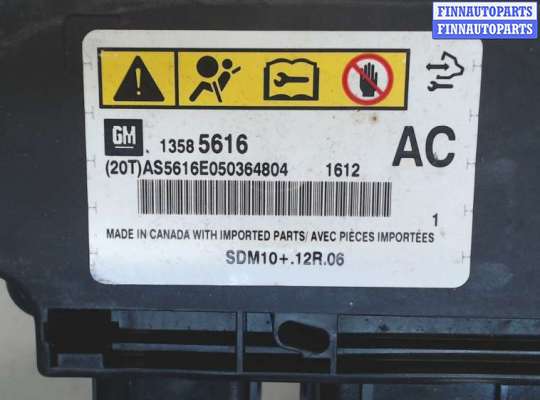 FINNAUTOPARTS
FINNAUTOPARTS
GM . 1358 5616 AC
(20T)AS5616E050364804 1612
1
MADE IN CANADA WITH IMPORTED PARTS/ AVEC PIÈCES IMPORTÉES
SDM10+.12R.06